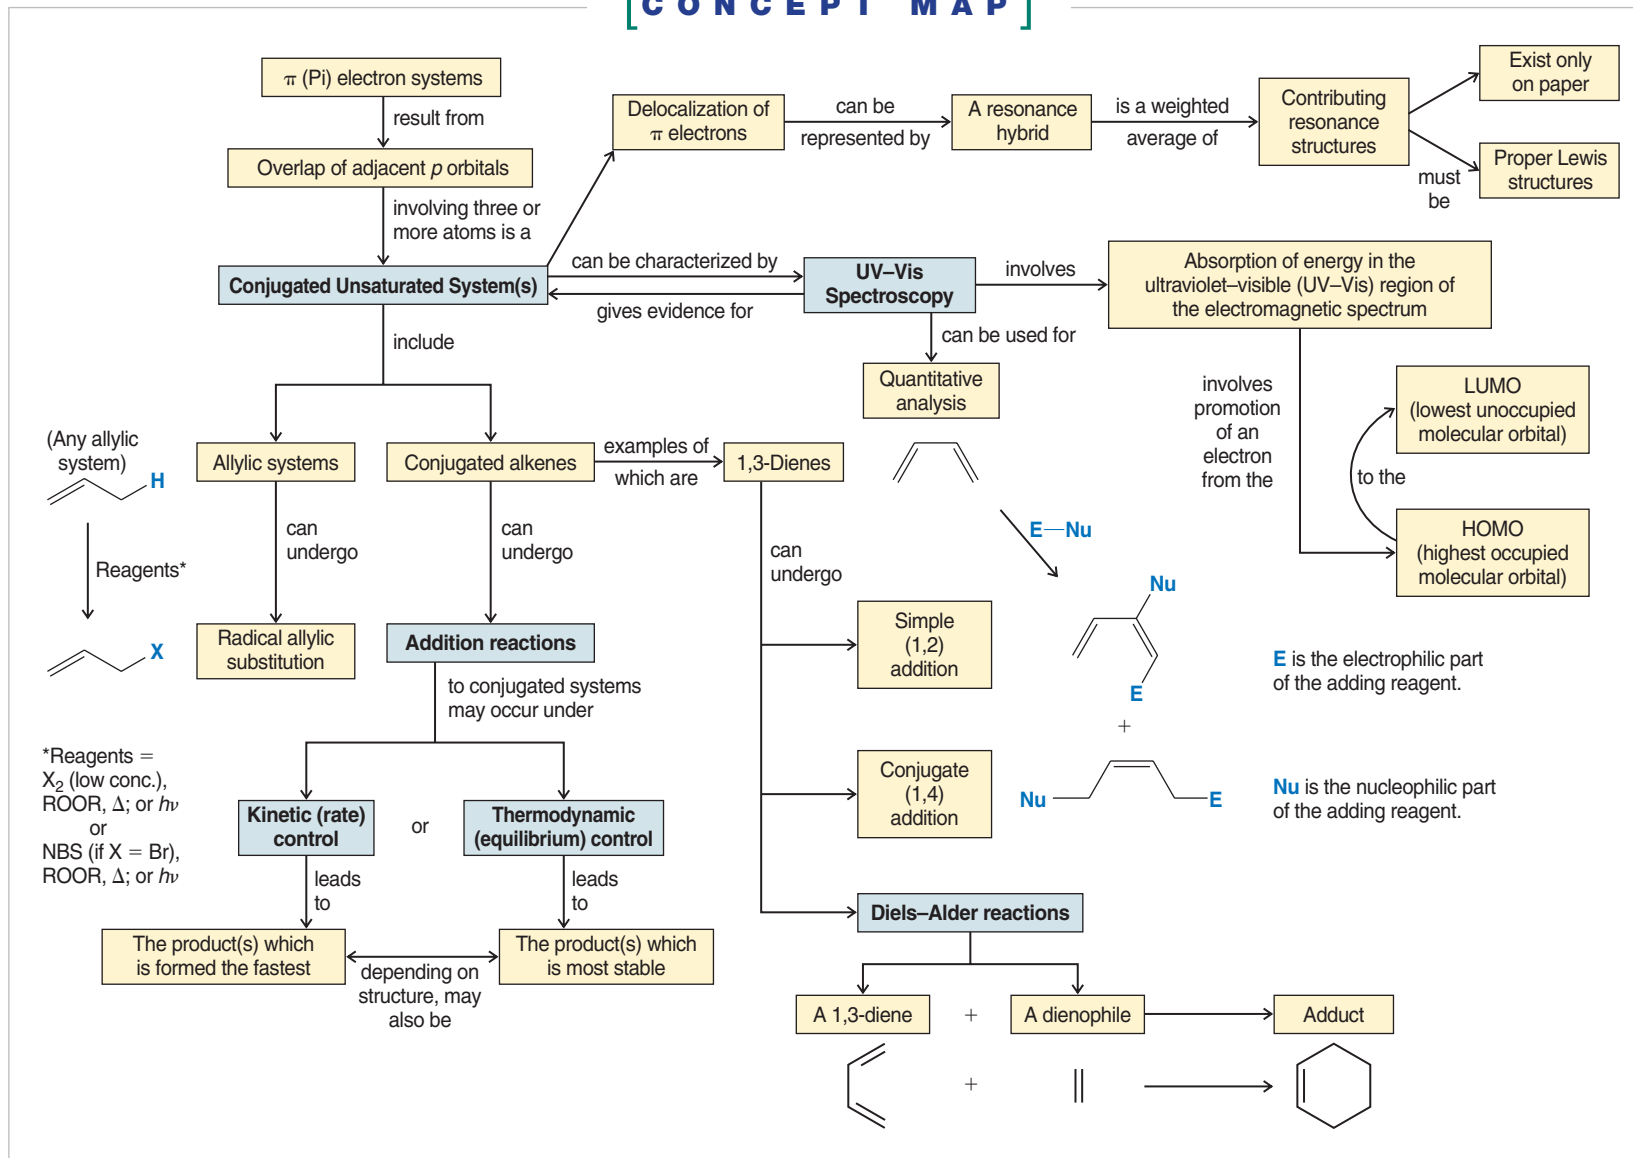 [CONCEPT MAP]
π (Pi) electron systems
result from
Overlap of adjacent p orbitals
involving three or
more atoms is a
Conjugated Unsaturated System(s)
Delocalization of
π electrons
can be
represented by
A resonance
hybrid
is a weighted
average of
Contributing
resonance
structures
Exist only
on paper
must
be
Proper Lewis
structures
can be characterized by
gives evidence for
UV–Vis
Spectroscopy
involves
Absorption of energy in the
ultraviolet–visible (UV–Vis) region of
the electromagnetic spectrum
can be used for
Quantitative
analysis
involves
promotion
of an
electron
from the
LUMO
(lowest unoccupied
molecular orbital)
to the
HOMO
(highest occupied
molecular orbital)
include
(Any allylic
system)
H
Reagents*
X
Allylic systems
can
undergo
Radical allylic
substitution
Conjugated alkenes
examples of
which are
1,3-Dienes
can
undergo
Addition reactions
to conjugated systems
may occur under
*Reagents =
X₂ (low conc.),
ROOR, Δ; or hν
or
NBS (if X = Br),
ROOR, Δ; or hν
Kinetic (rate)
control
or
Thermodynamic
(equilibrium) control
leads
to
leads
to
The product(s) which
is formed the fastest
depending on
structure, may
also be
The product(s) which
is most stable
can
undergo
Simple
(1,2)
addition
Conjugate
(1,4)
addition
E—Nu
Nu
E
+
Nu
E
E is the electrophilic part
of the adding reagent.
Nu is the nucleophilic part
of the adding reagent.
Diels–Alder reactions
A 1,3-diene
+
A dienophile
Adduct
+